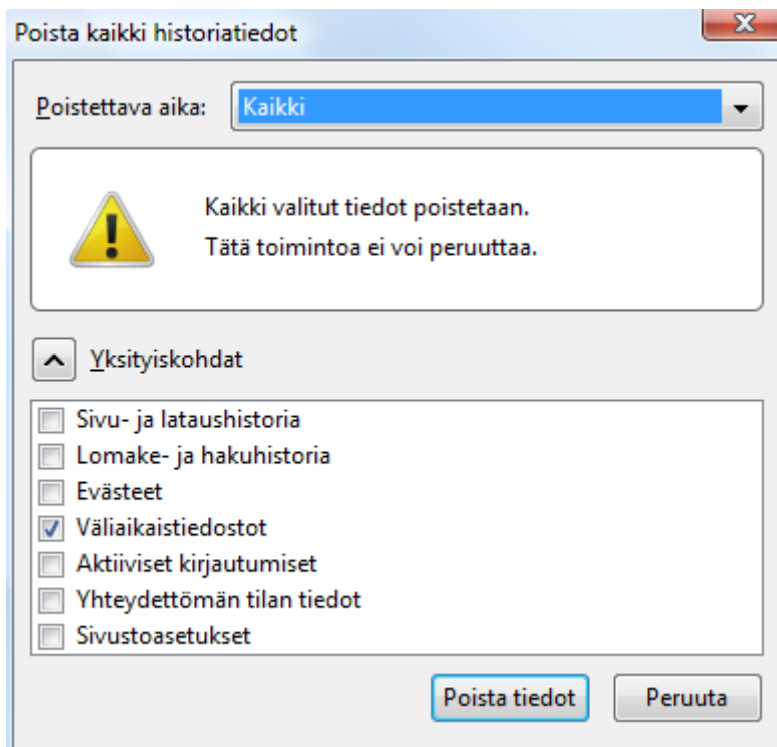 Poista kaikki historiatiedot
Poistettava aika: Kaikki
Kaikki valitut tiedot poistetaan.
Tätä toimintoa ei voi peruuttaa.
Yksityiskohdat
Sivu- ja lataushistoria
Lomake- ja hakuhistoria
Evästeet
Väliaikaistiedostot
Aktiiviset kirjautumiset
Yhteydettömän tilan tiedot
Sivustoasetukset
Poista tiedot Peruuta